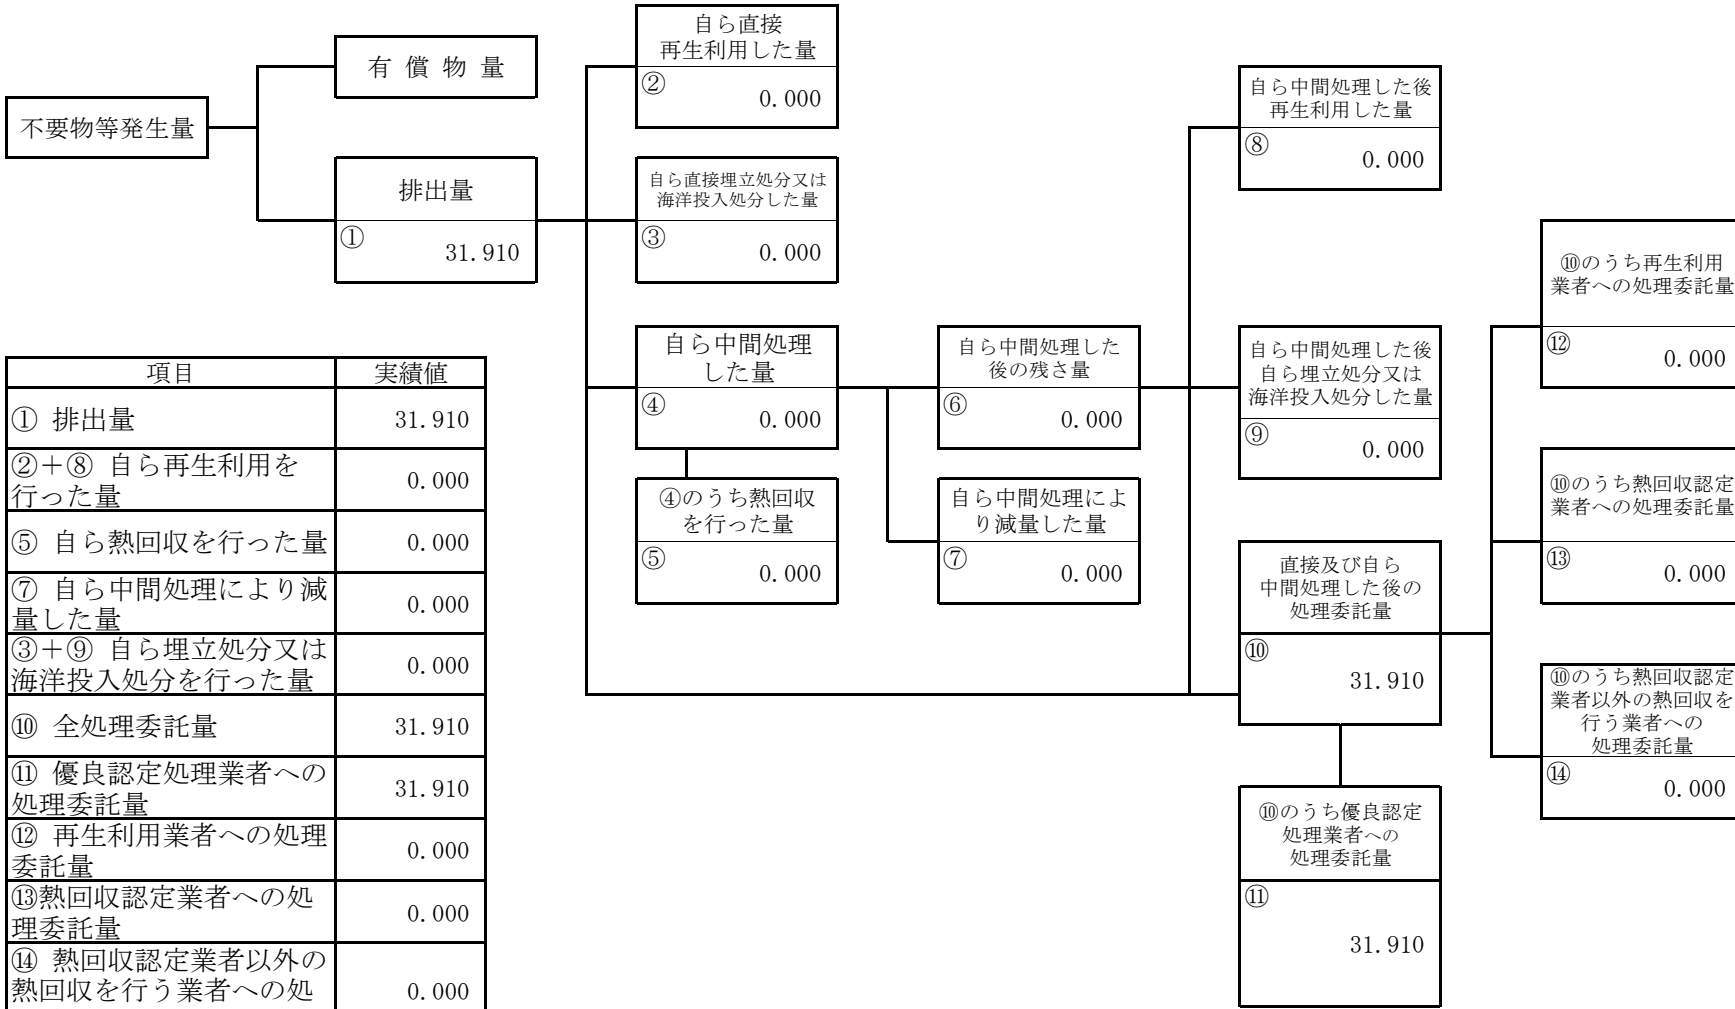 不要物等発生量
有 償 物 量
排出量
①
31.910
自ら直接
再生利用した量
②
0.000
自ら直接埋立処分又は
海洋投入処分した量
③
0.000
自ら中間処理
した量
④
0.000
④のうち熱回収
を行った量
⑤
0.000
自ら中間処理した
後の残さ量
⑥
0.000
自ら中間処理によ
り減量した量
⑦
0.000
自ら中間処理した後
再生利用した量
⑧
0.000
自ら中間処理した後
自ら埋立処分又は
海洋投入処分した量
⑨
0.000
直接及び自ら
中間処理した後の
処理委託量
⑩
31.910
⑩のうち優良認定
処理業者への
処理委託量
⑪
31.910
⑩のうち再生利用
業者への処理委託量
⑫
0.000
⑩のうち熱回収認定
業者への処理委託量
⑬
0.000
⑩のうち熱回収認定
業者以外の熱回収を
行う業者への
処理委託量
⑭
0.000
項目 実績値
① 排出量 31.910
②＋⑧ 自ら再生利用を
行った量 0.000
⑤ 自ら熱回収を行った量 0.000
⑦ 自ら中間処理により減
量した量 0.000
③＋⑨ 自ら埋立処分又は
海洋投入処分を行った量 0.000
⑩ 全処理委託量 31.910
⑪ 優良認定処理業者への
処理委託量 31.910
⑫ 再生利用業者への処理
委託量 0.000
⑬熱回収認定業者への処
理委託量 0.000
⑭ 熱回収認定業者以外の
熱回収を行う業者への処 0.000